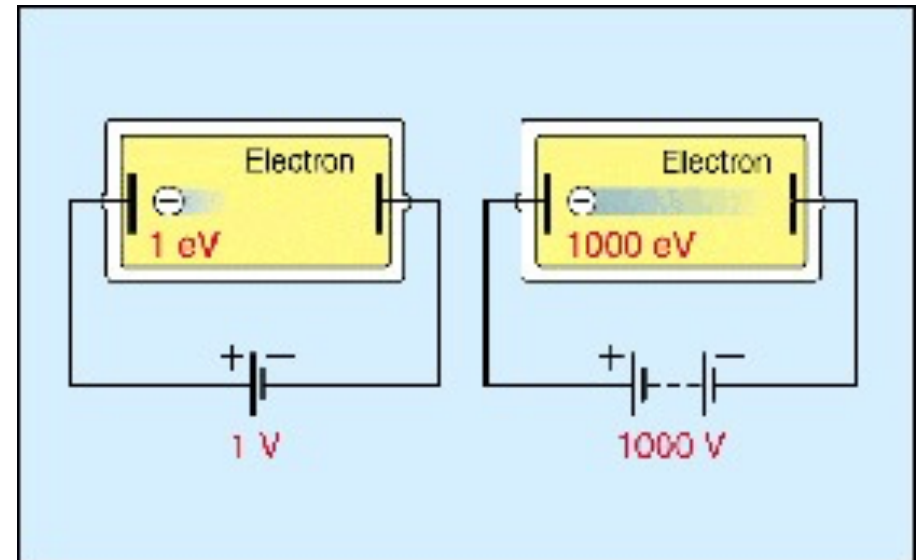 Electron
1 eV
+ −
1 V
Electron
1000 eV
+ −
1000 V